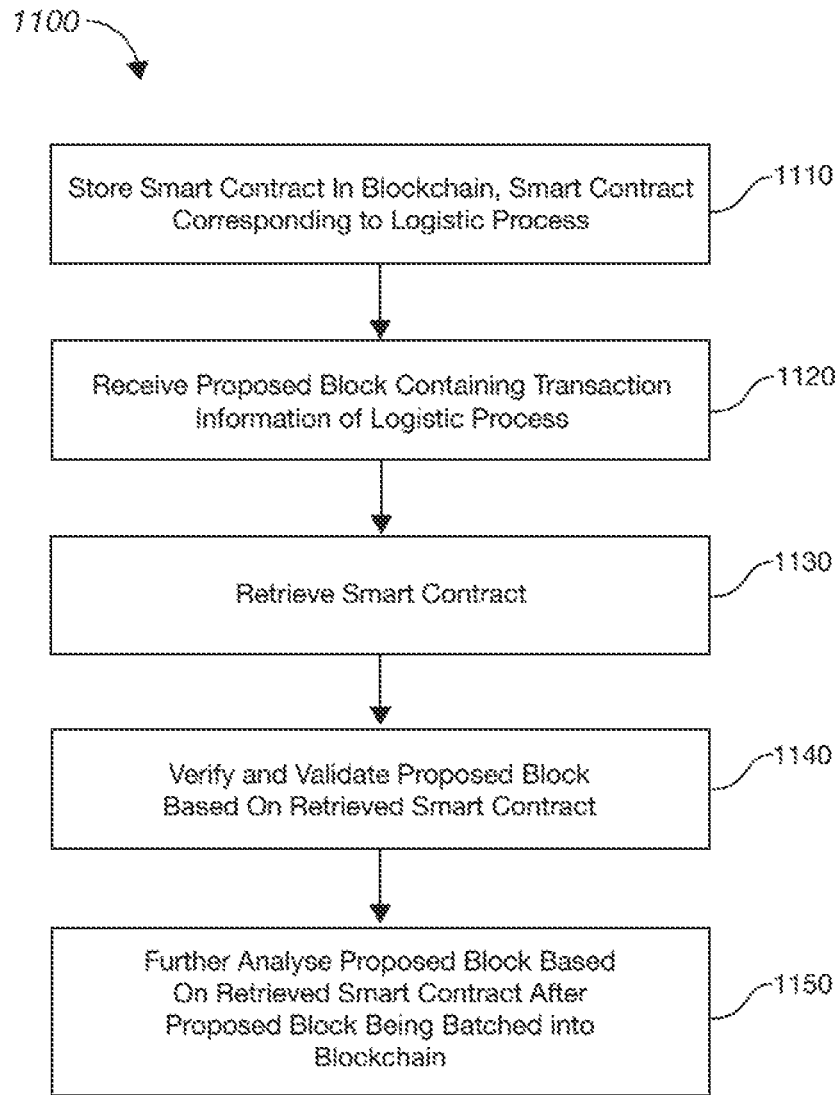 1100
Store Smart Contract In Blockchain, Smart Contract
Corresponding to Logistic Process
1110
Receive Proposed Block Containing Transaction
Information of Logistic Process
1120
Retrieve Smart Contract
1130
Verify and Validate Proposed Block
Based On Retrieved Smart Contract
1140
Further Analyse Proposed Block Based
On Retrieved Smart Contract After
Proposed Block Being Batched into
Blockchain
1150